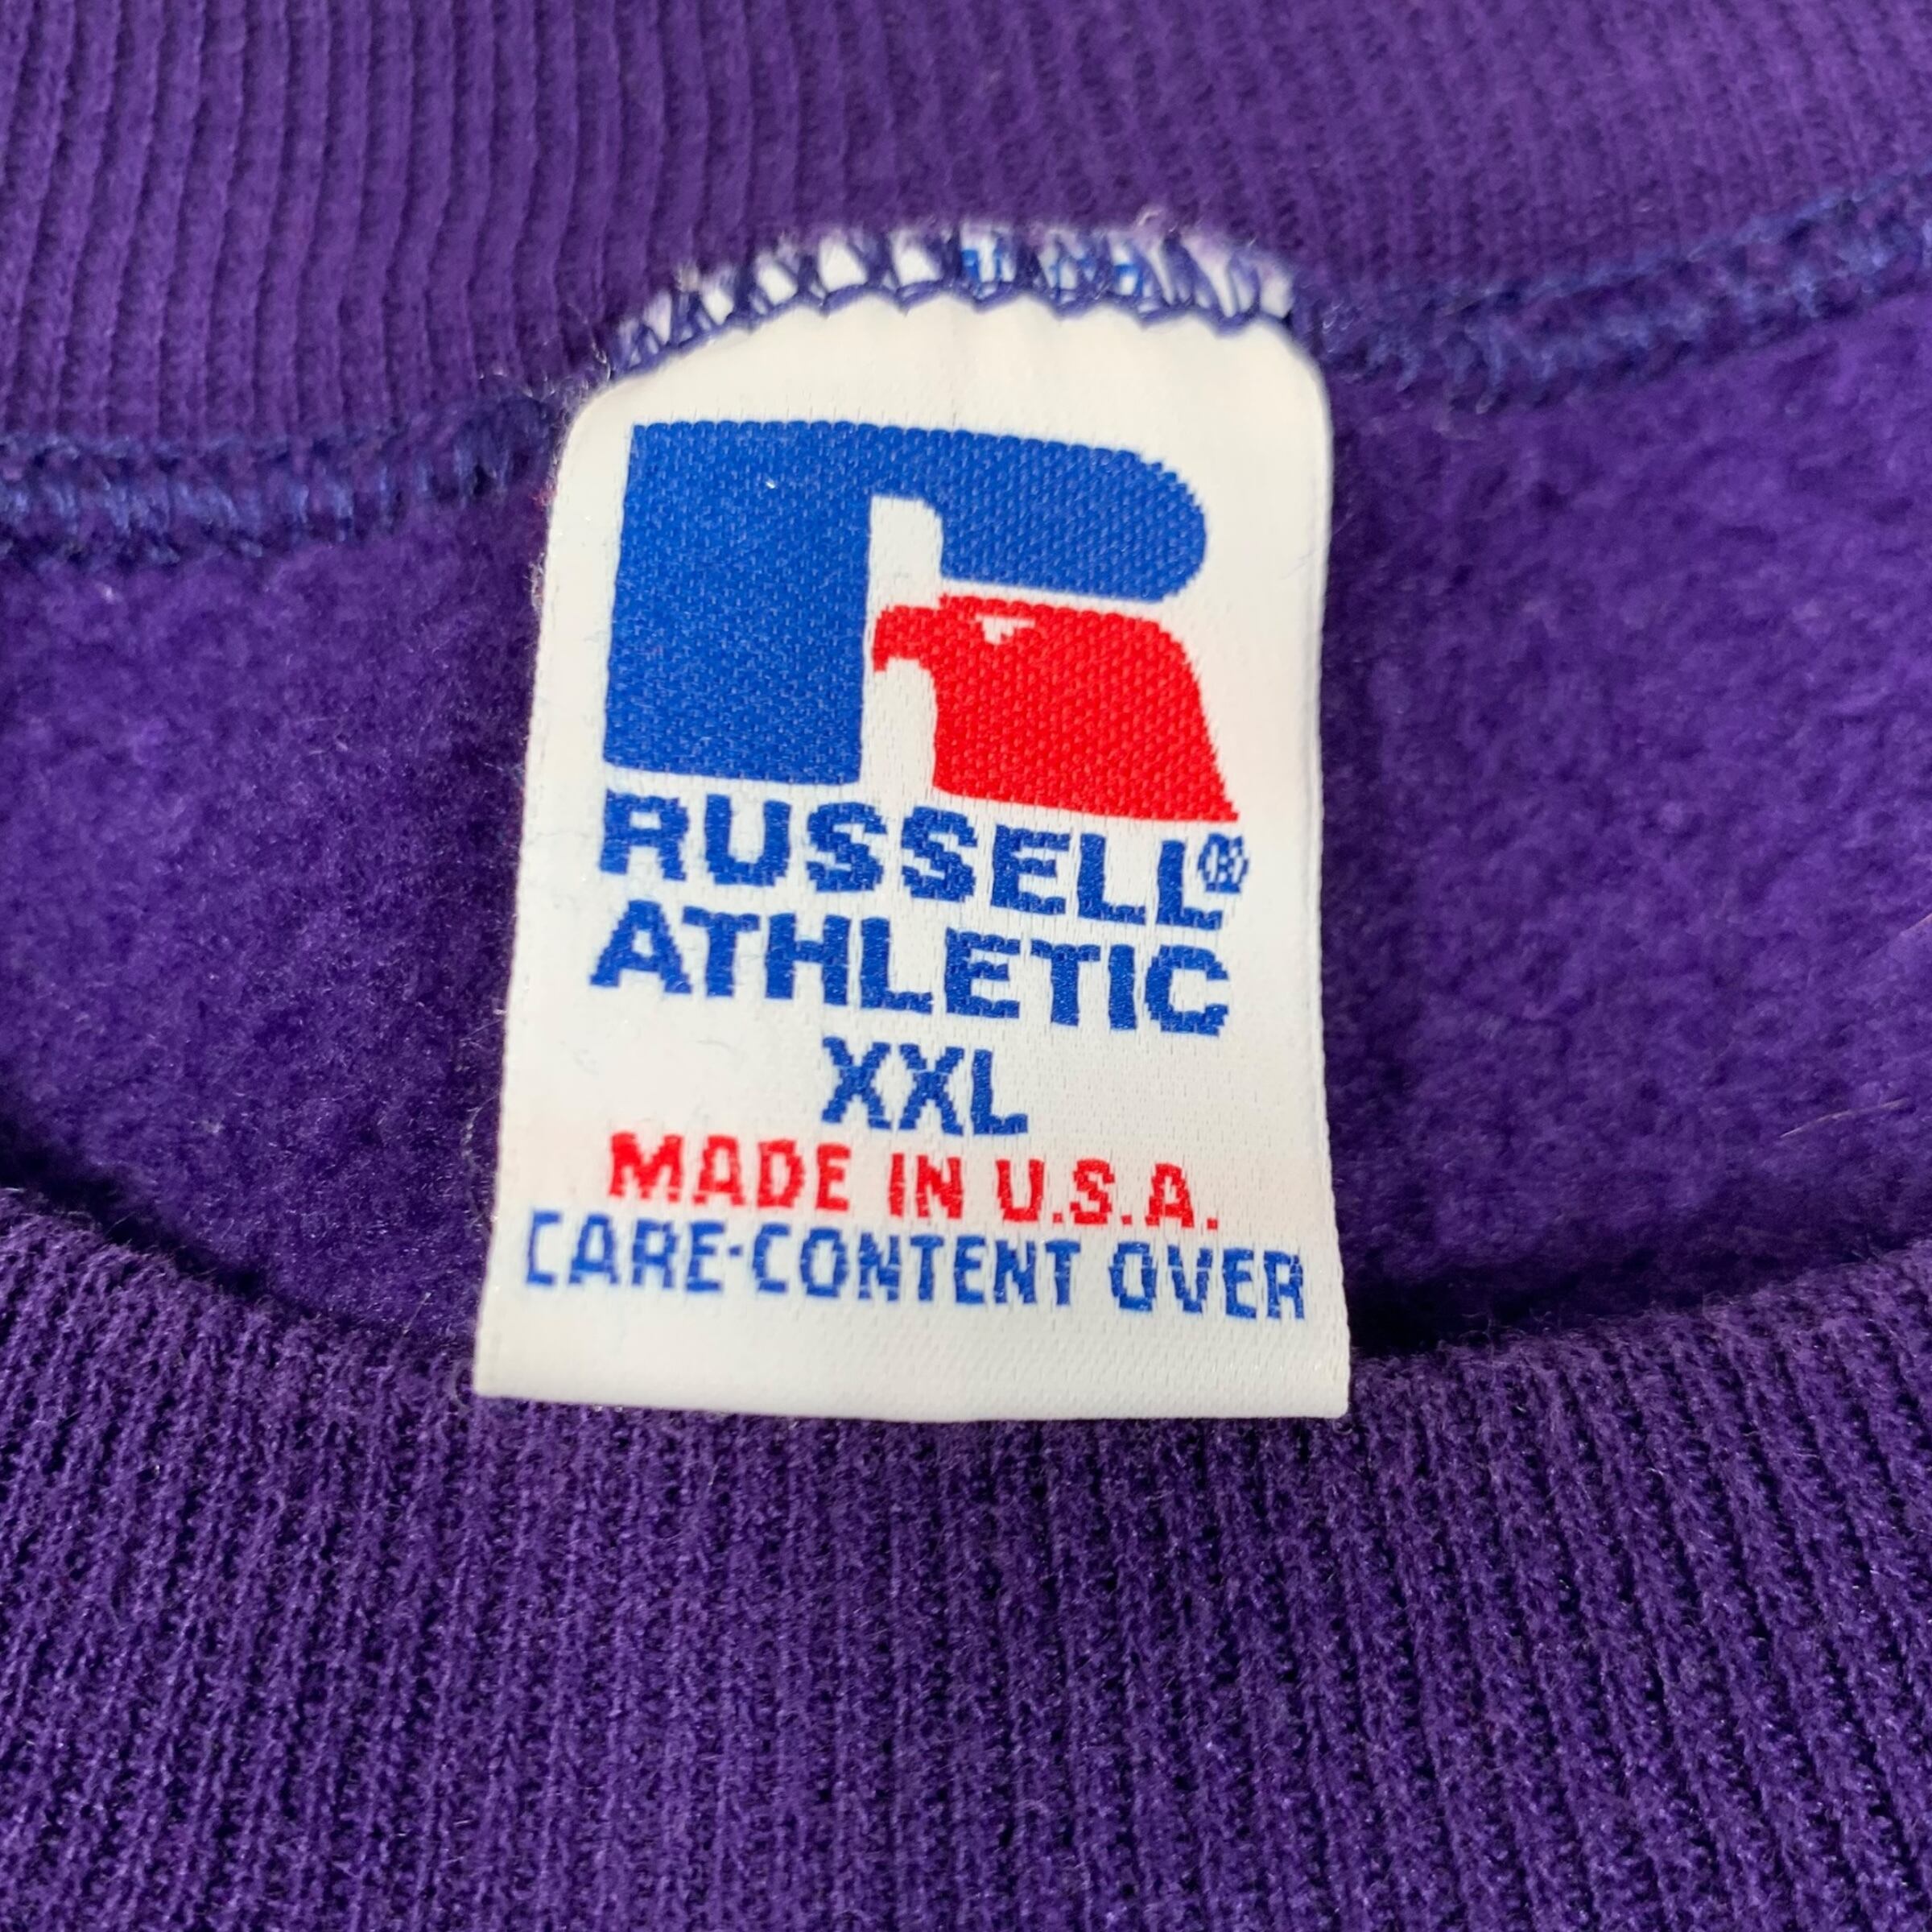 RUSSELL®
ATHLETIC
XXL
MADE IN U.S.A.
CARE-CONTENT OVER